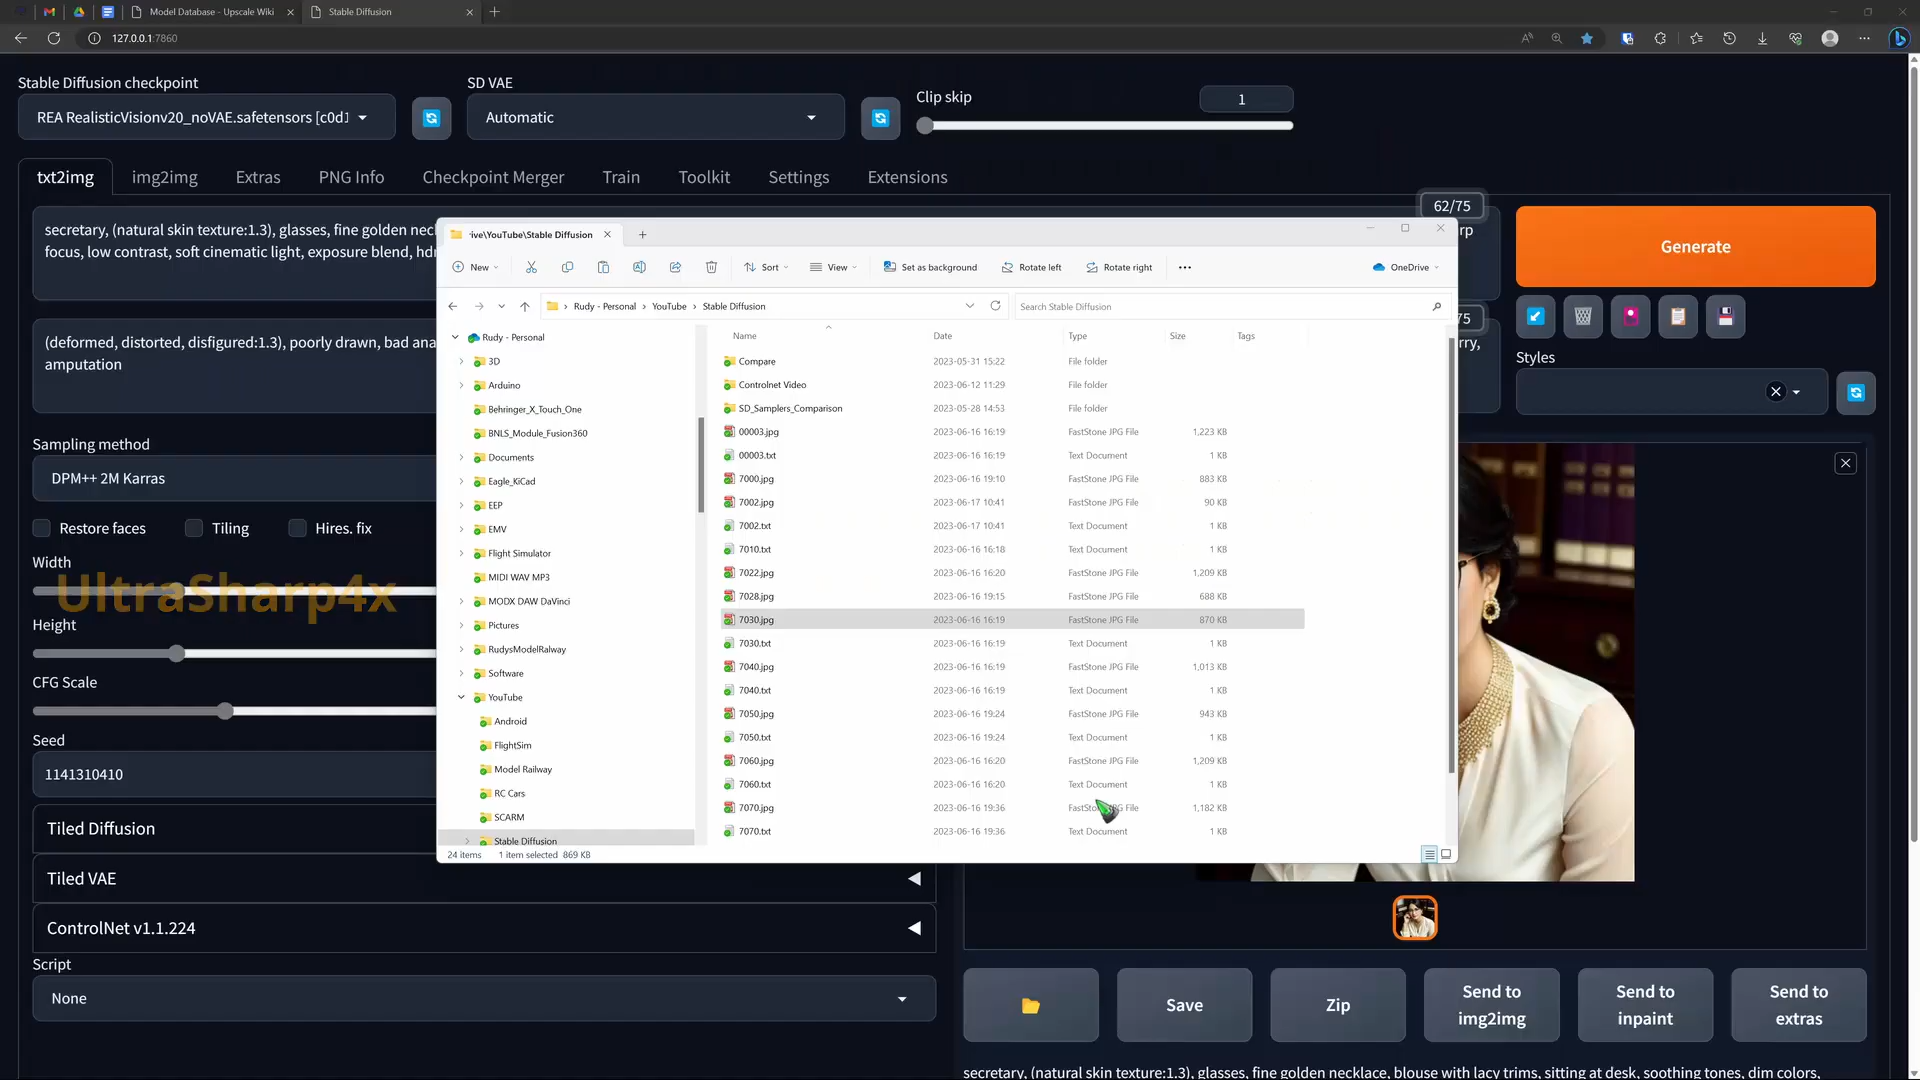 Model Database - Upscale Wiki
Stable Diffusion
127.0.0.1:7860
Stable Diffusion checkpoint
SD VAE
Clip skip
1
REA RealisticVisionv20_noVAE.safetensors [c0d1
Automatic
txt2img
img2img
Extras
PNG Info
Checkpoint Merger
Train
Toolkit
Settings
Extensions
62/75
secretary, (natural skin texture:1.3), glasses, fine golden neck
focus, low contrast, soft cinematic light, exposure blend, hdr
rp
Generate
(deformed, distorted, disfigured:1.3), poorly drawn, bad ana
amputation
75
rry,
Styles
Sampling method
DPM++ 2M Karras
Restore faces
Tiling
Hires. fix
Width
UltraSharp4x
Height
CFG Scale
Seed
1141310410
Tiled Diffusion
Tiled VAE
ControlNet v1.1.224
Script
None
rive\YouTube\Stable Diffusion
New
Sort
View
Set as background
Rotate left
Rotate right
OneDrive
Rudy - Personal
YouTube
Stable Diffusion
Search Stable Diffusion
Rudy - Personal
3D
Arduino
Behringer_X_Touch_One
BNLS_Module_Fusion360
Documents
Eagle_KiCad
EEP
EMV
Flight Simulator
MIDI WAV MP3
MODX DAW DaVinci
Pictures
RudysModelRalway
Software
YouTube
Android
FlightSim
Model Railway
RC Cars
SCARM
Stable Diffusion
Name Date Type Size Tags
Compare 2023-05-31 15:22 File folder
Controlnet Video 2023-06-12 11:29 File folder
SD_Samplers_Comparison 2023-05-28 14:53 File folder
00003.jpg 2023-06-16 16:19 FastStone JPG File 1,223 KB
00003.txt 2023-06-16 16:19 Text Document 1 KB
7000.jpg 2023-06-16 19:10 FastStone JPG File 883 KB
7002.jpg 2023-06-17 10:41 FastStone JPG File 90 KB
7002.txt 2023-06-17 10:41 Text Document 1 KB
7010.txt 2023-06-16 16:18 Text Document 1 KB
7022.jpg 2023-06-16 16:20 FastStone JPG File 1,209 KB
7028.jpg 2023-06-16 19:15 FastStone JPG File 688 KB
7030.jpg 2023-06-16 16:19 FastStone JPG File 870 KB
7030.txt 2023-06-16 16:19 Text Document 1 KB
7040.jpg 2023-06-16 16:19 FastStone JPG File 1,013 KB
7040.txt 2023-06-16 16:19 Text Document 1 KB
7050.jpg 2023-06-16 19:24 FastStone JPG File 943 KB
7050.txt 2023-06-16 19:24 Text Document 1 KB
7060.jpg 2023-06-16 16:20 FastStone JPG File 1,209 KB
7060.txt 2023-06-16 16:20 Text Document 1 KB
7070.jpg 2023-06-16 19:36 FastStone JPG File 1,182 KB
7070.txt 2023-06-16 19:36 Text Document 1 KB
24 items 1 item selected 869 KB
Save
Zip
Send to
img2img
Send to
inpaint
Send to
extras
secretary, (natural skin texture:1.3), glasses, fine golden necklace, blouse with lacy trims, sitting at desk, soothing tones, dim colors,